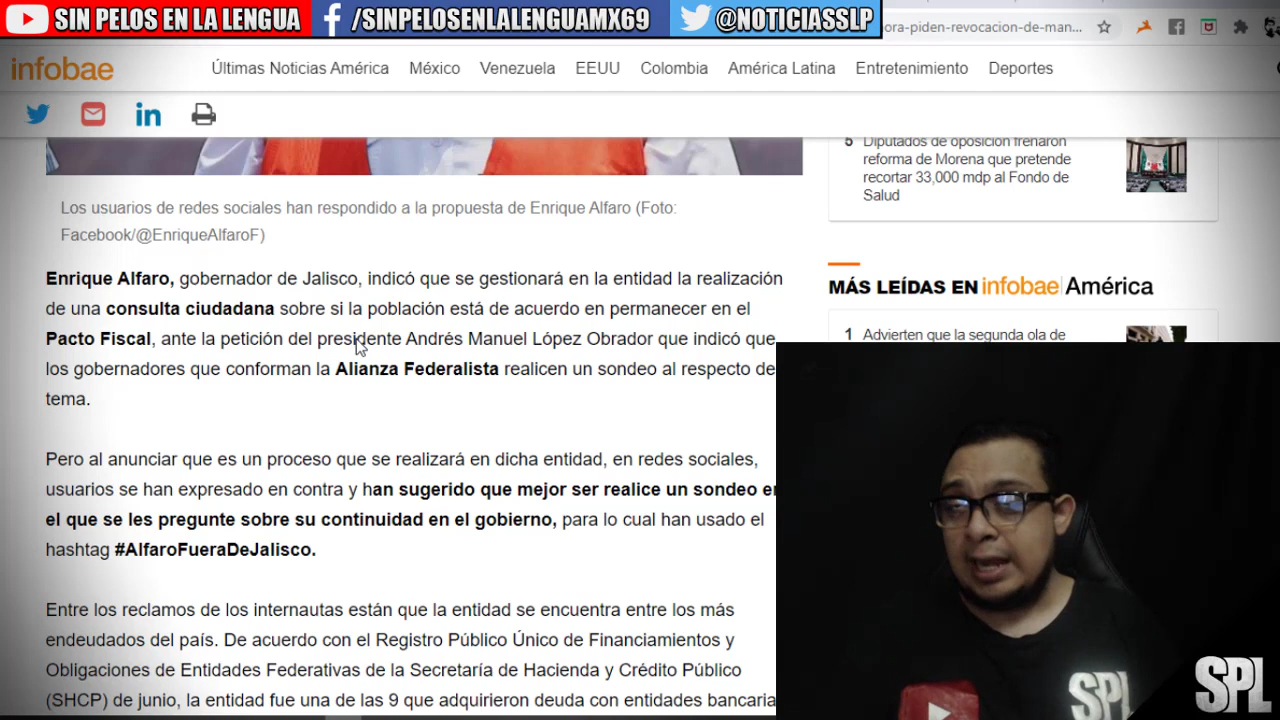 SIN PELOS EN LA LENGUA
/SINPELOSENLALENGUAMX69
@NOTICIASSLP
ora-piden-revocacion-de-man...
infobae
Últimas Noticias América
México
Venezuela
EEUU
Colombia
América Latina
Entretenimiento
Deportes
Los usuarios de redes sociales han respondido a la propuesta de Enrique Alfaro (Foto:
Facebook/@EnriqueAlfaroF)
Enrique Alfaro, gobernador de Jalisco, indicó que se gestionará en la entidad la realización
de una consulta ciudadana sobre si la población está de acuerdo en permanecer en el
Pacto Fiscal, ante la petición del presidente Andrés Manuel López Obrador que indicó que
los gobernadores que conforman la Alianza Federalista realicen un sondeo al respecto de
tema.
Pero al anunciar que es un proceso que se realizará en dicha entidad, en redes sociales,
usuarios se han expresado en contra y han sugerido que mejor ser realice un sondeo en
el que se les pregunte sobre su continuidad en el gobierno, para lo cual han usado el
hashtag #AlfaroFueraDeJalisco.
Entre los reclamos de los internautas están que la entidad se encuentra entre los más
endeudados del país. De acuerdo con el Registro Público Único de Financiamientos y
Obligaciones de Entidades Federativas de la Secretaría de Hacienda y Crédito Público
(SHCP) de junio, la entidad fue una de las 9 que adquirieron deuda con entidades bancaria
5 Diputados de oposición frenaron
reforma de Morena que pretende
recortar 33,000 mdp al Fondo de
Salud
MÁS LEÍDAS EN infobae América
1 Advierten que la segunda ola de
SPL
SPL